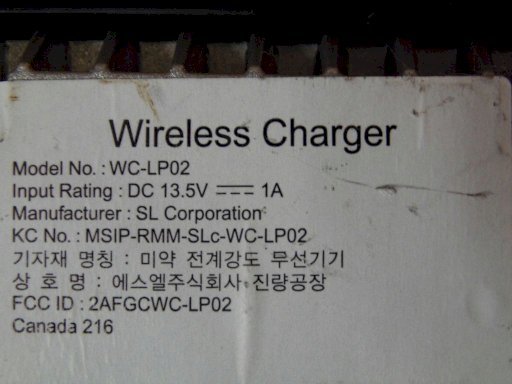 Wireless Charger
Model No. : WC-LP02
Input Rating : DC 13.5V ⎓ 1A
Manufacturer : SL Corporation
KC No. : MSIP-RMM-SLc-WC-LP02
기자재 명칭 : 미약 전계강도 무선기기
상 호 명 : 에스엘주식회사 진량공장
FCC ID : 2AFGCWC-LP02
Canada 216